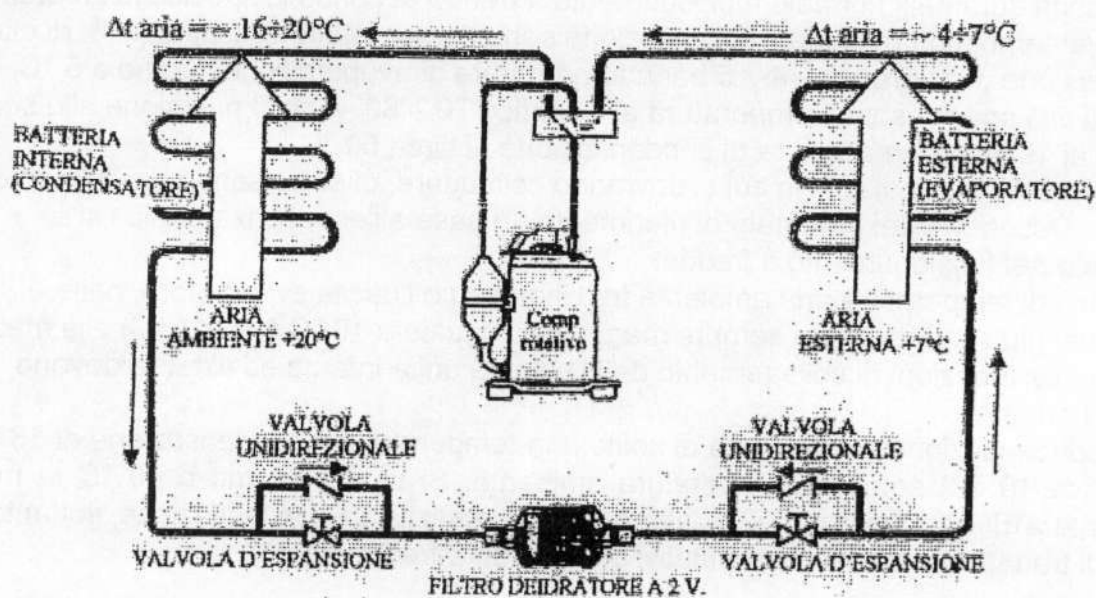 Δt aria = ~ 16÷20°C
Δt aria = ~ 4÷7°C
BATTERIA
INTERNA
(CONDENSATORE)
BATTERIA
ESTERNA
(EVAPORATORE)
Comp
rotativo
ARIA
AMBIENTE +20°C
ARIA
ESTERNA +7°C
VALVOLA
UNIDIREZIONALE
VALVOLA
UNIDIREZIONALE
VALVOLA D'ESPANSIONE
VALVOLA D'ESPANSIONE
FILTRO DEIDRATORE A 2 V.